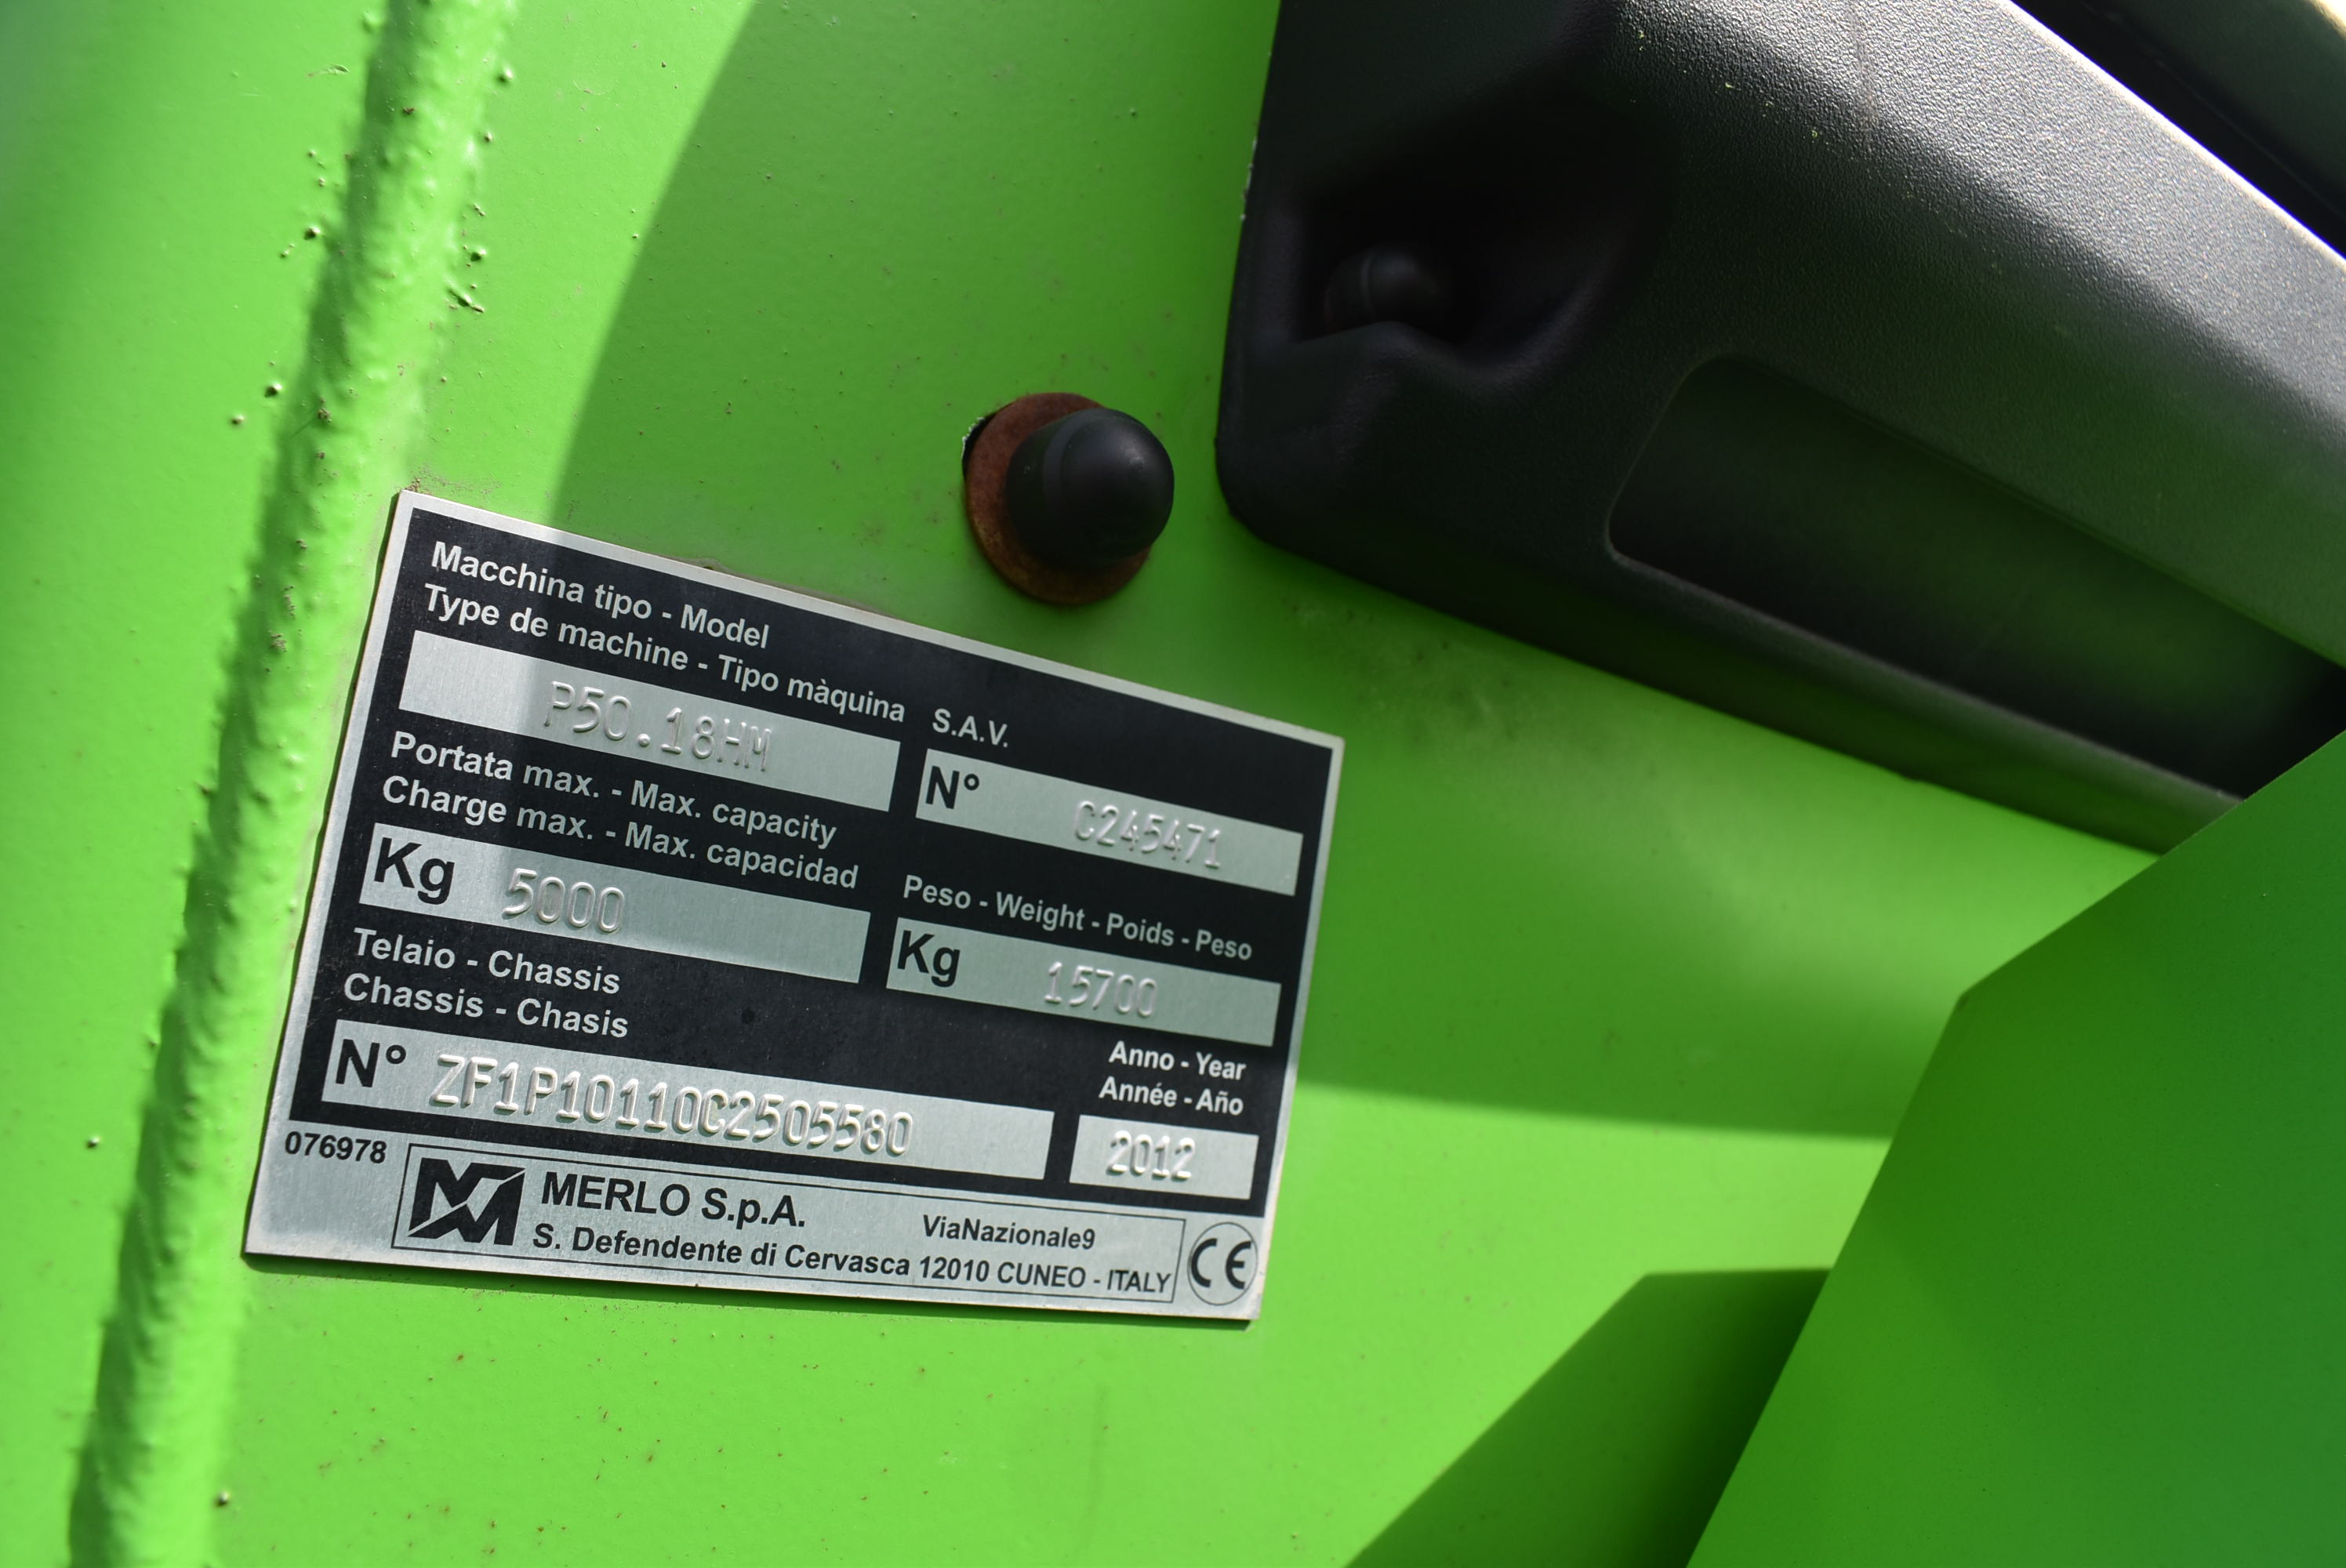 Macchina tipo - Model
Type de machine - Tipo màquina
P50.18HM
S.A.V.
N° C245471
Portata max. - Max. capacity
Charge max. - Max. capacidad
Kg 5000
Peso - Weight - Poids - Peso
Kg 15700
Telaio - Chassis
Chassis - Chasis
N° ZF1P10110C2505580
Anno - Year
Année - Año
2012
076978
MERLO S.p.A.
ViaNazionale9
S. Defendente di Cervasca 12010 CUNEO - ITALY
CE